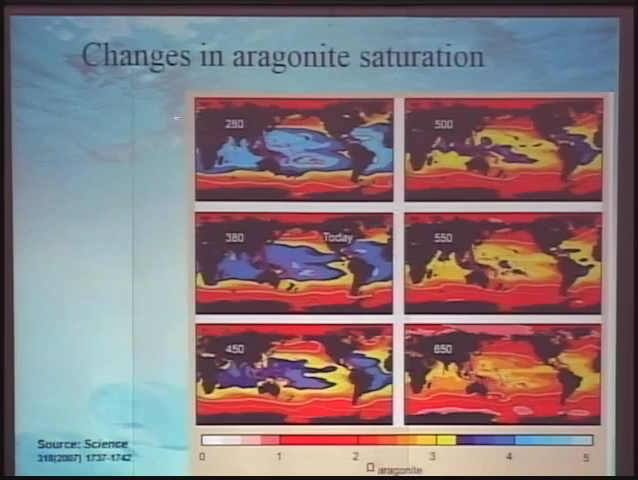 Changes in aragonite saturation
280
500
380
Today
550
450
650
0 1 2 3 4 5
Ω aragonite
Source: Science
318(2007) 1737-1742